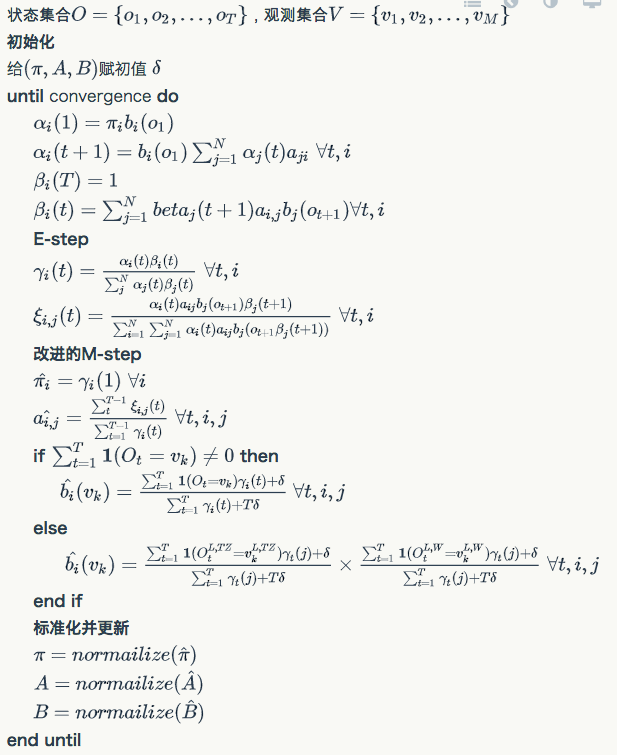 状态集合$O = \{o_1, o_2, \ldots, o_T\}$，观测集合$V = \{v_1, v_2, \ldots, v_M\}$
初始化
给$(\pi, A, B)$赋初值 $\delta$
until convergence do
$\alpha_i(1) = \pi_i b_i(o_1)$
$\alpha_i(t+1) = b_i(o_1) \sum_{j=1}^{N} \alpha_j(t) a_{ji} \ \forall t, i$
$\beta_i(T) = 1$
$\beta_i(t) = \sum_{j=1}^{N} beta_j(t+1) a_{i,j} b_j(o_{t+1}) \forall t, i$
E-step
$\gamma_i(t) = \frac{\alpha_i(t)\beta_i(t)}{\sum_{j}^{N} \alpha_j(t)\beta_j(t)} \ \forall t, i$
$\xi_{i,j}(t) = \frac{\alpha_i(t) a_{ij} b_j(o_{t+1}) \beta_j(t+1)}{\sum_{i=1}^{N} \sum_{j=1}^{N} \alpha_i(t) a_{ij} b_j(o_{t+1} \beta_j(t+1))} \ \forall t, i$
改进的M-step
$\hat{\pi_i} = \gamma_i(1) \ \forall i$
$\hat{a_{i,j}} = \frac{\sum_{t}^{T-1} \xi_{i,j}(t)}{\sum_{t=1}^{T-1} \gamma_i(t)} \ \forall t, i, j$
if $\sum_{t=1}^{T} \mathbf{1}(O_t = v_k) \neq 0$ then
$\hat{b_i}(v_k) = \frac{\sum_{t=1}^{T} \mathbf{1}(O_t = v_k) \gamma_i(t) + \delta}{\sum_{t=1}^{T} \gamma_i(t) + T\delta} \ \forall t, i, j$
else
$\hat{b_i}(v_k) = \frac{\sum_{t=1}^{T} \mathbf{1}(O_t^{L,TZ} = v_k^{L,TZ}) \gamma_t(j) + \delta}{\sum_{t=1}^{T} \gamma_t(j) + T\delta} \times \frac{\sum_{t=1}^{T} \mathbf{1}(O_t^{L,W} = v_k^{L,W}) \gamma_t(j) + \delta}{\sum_{t=1}^{T} \gamma_t(j) + T\delta} \ \forall t, i, j$
end if
标准化并更新
$\pi = normailize(\hat{\pi})$
$A = normailize(\hat{A})$
$B = normailize(\hat{B})$
end until